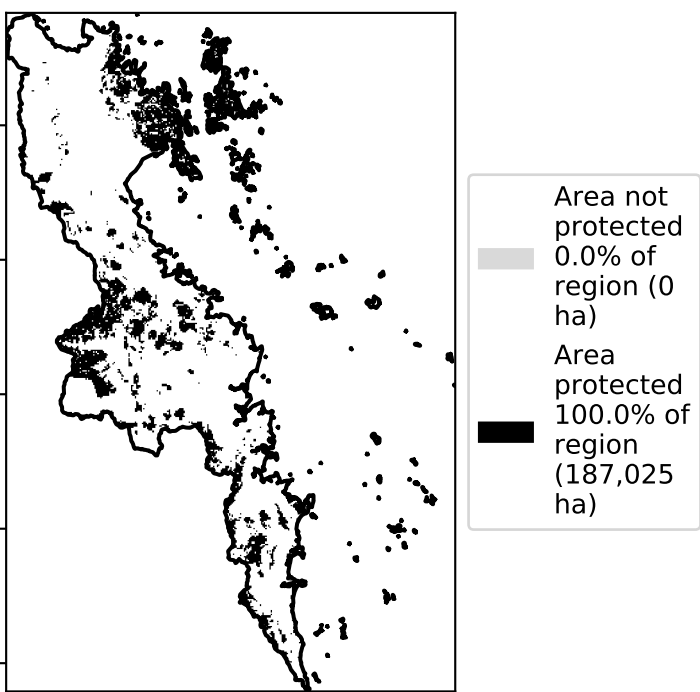 Area not
protected
0.0% of
region (0
ha)
Area
protected
100.0% of
region
(187,025
ha)